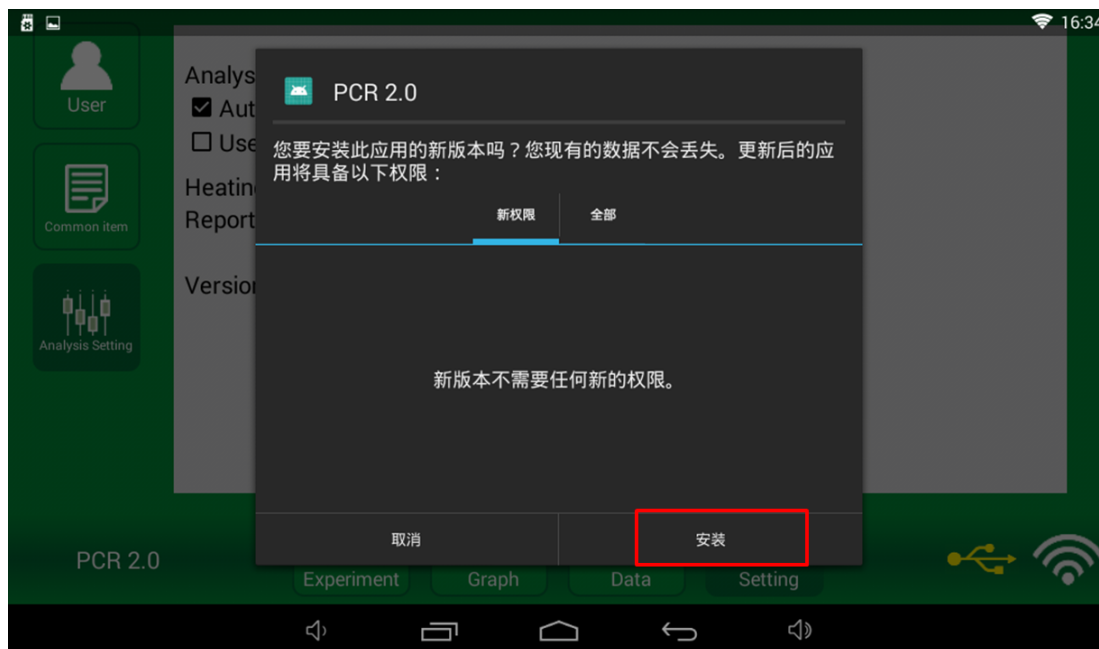 16:34
User
Common item
Analysis Setting
Analys
Aut
Use
Heatin
Report
Version
PCR 2.0
您要安装此应用的新版本吗？您现有的数据不会丢失。更新后的应
用将具备以下权限：
新权限
全部
新版本不需要任何新的权限。
取消
安装
PCR 2.0
Experiment
Graph
Data
Setting